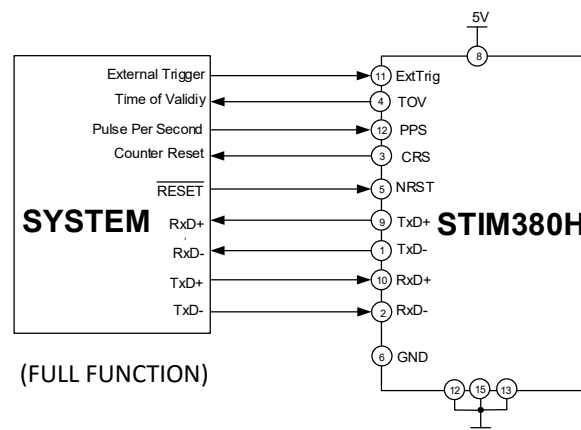 5V
8
External Trigger 11 ExtTrig
Time of Validiy 4 TOV
Pulse Per Second 12 PPS
Counter Reset 3 CRS
RESET 5 NRST
SYSTEM STIM380H
RxD+ 9 TxD+
RxD- 1 TxD-
TxD+ 10 RxD+
TxD- 2 RxD-
6 GND
(FULL FUNCTION)
12 15 13